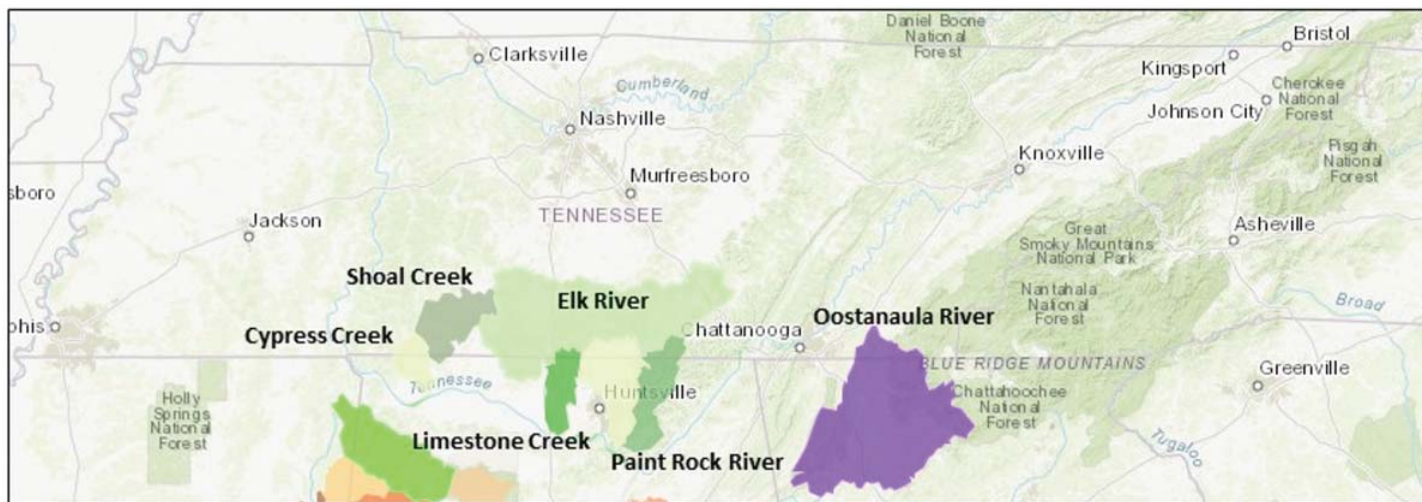 Daniel Boone
National
Forest
Bristol
Clarksville
Kingsport
Cumberland
Cherokee
National
Forest
Johnson City
Nashville
Pisgah
National
Forest
Knoxville
sboro
Murfreesboro
TENNESSEE
Jackson
Asheville
Great
Smoky Mountains
National Park
Shoal Creek
Elk River
Nantahala
National
Forest
Broad
phis
Cypress Creek
Chattanooga
Oostanaula River
BLUE RIDGE MOUNTAINS
Greenville
Tennessee
Huntsville
Chattahoochee
National
Forest
Holly
Springs
National
Forest
Limestone Creek
Paint Rock River
Tugaloo